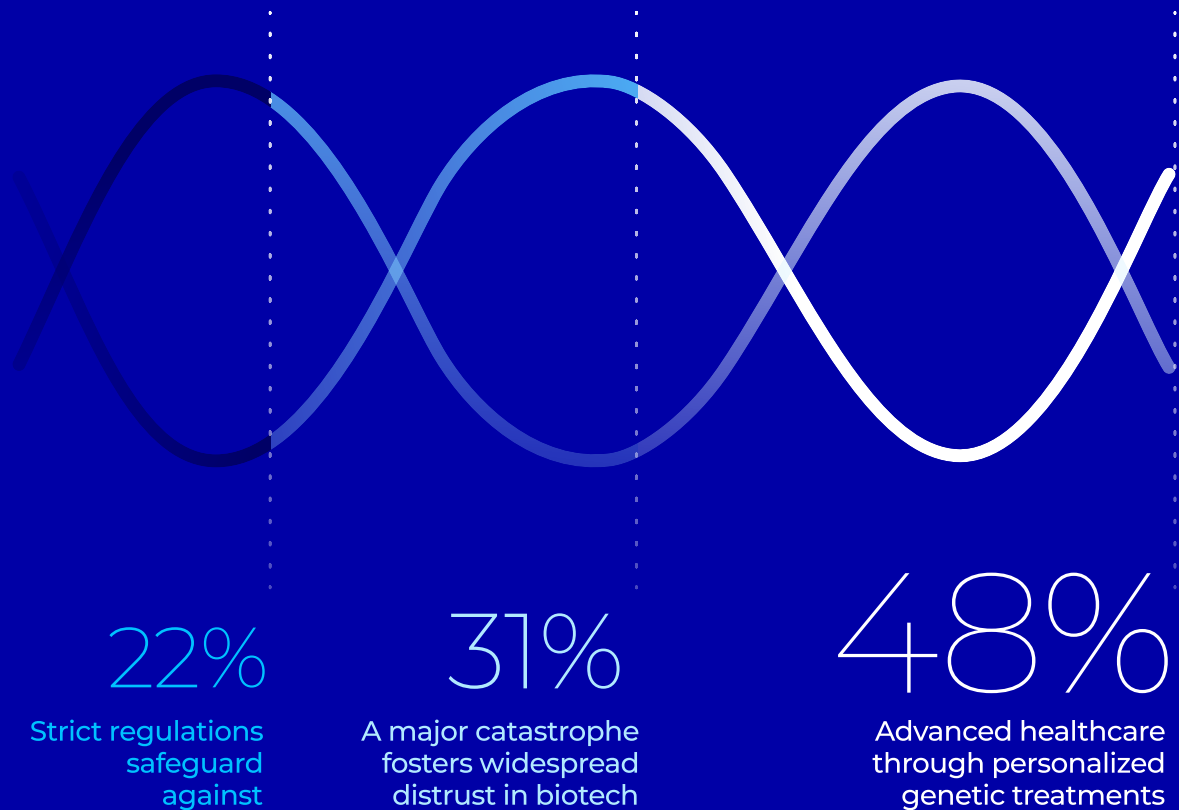 22%
Strict regulations
safeguard
against
31%
A major catastrophe
fosters widespread
distrust in biotech
48%
Advanced healthcare
through personalized
genetic treatments